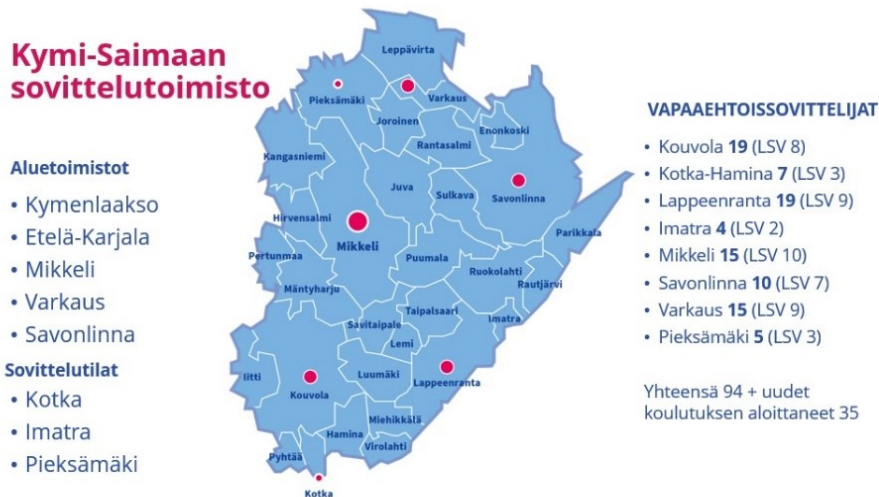 Kymi-Saimaan
sovittelutoimisto
Aluetoimistot
• Kymenlaakso
• Etelä-Karjala
• Mikkeli
• Varkaus
• Savonlinna
Sovittelutilat
• Kotka
• Imatra
• Pieksämäki
Leppävirta
Pieksämäki
Varkaus
Joroinen
Enonkoski
Rantasalmi
Kangasniemi
Juva
Sulkava
Savonlinna
Hirvensalmi
Mikkeli
Parikkala
Pertunmaa
Puumala
Ruokolahti
Rautjärvi
Mäntyharju
Taipalsaari
Savitaipale
Imatra
Lemi
Iitti
Luumäki
Lappeenranta
Kouvola
Miehikkälä
Hamina
Virolahti
Pyhtää
Kotka
VAPAAEHTOISSOVITTELIJAT
• Kouvola 19 (LSV 8)
• Kotka-Hamina 7 (LSV 3)
• Lappeenranta 19 (LSV 9)
• Imatra 4 (LSV 2)
• Mikkeli 15 (LSV 10)
• Savonlinna 10 (LSV 7)
• Varkaus 15 (LSV 9)
• Pieksämäki 5 (LSV 3)
Yhteensä 94 + uudet
koulutuksen aloittaneet 35